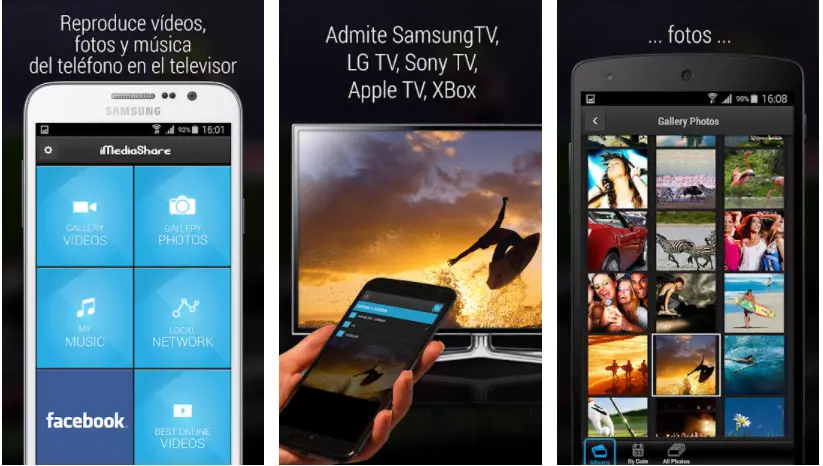 Reproduce vídeos,
fotos y música
del teléfono en el televisor
SAMSUNG
92% 16:01
iMediaShare
GALLERY
VIDEOS
GALLERY
PHOTOS
MY
MUSIC
LOCAL
NETWORK
facebook
BEST ONLINE
VIDEOS
Admite SamsungTV,
LG TV, Sony TV,
Apple TV, XBox
... fotos ...
90% 16:08
Gallery Photos
Albums
By Date
All Photos